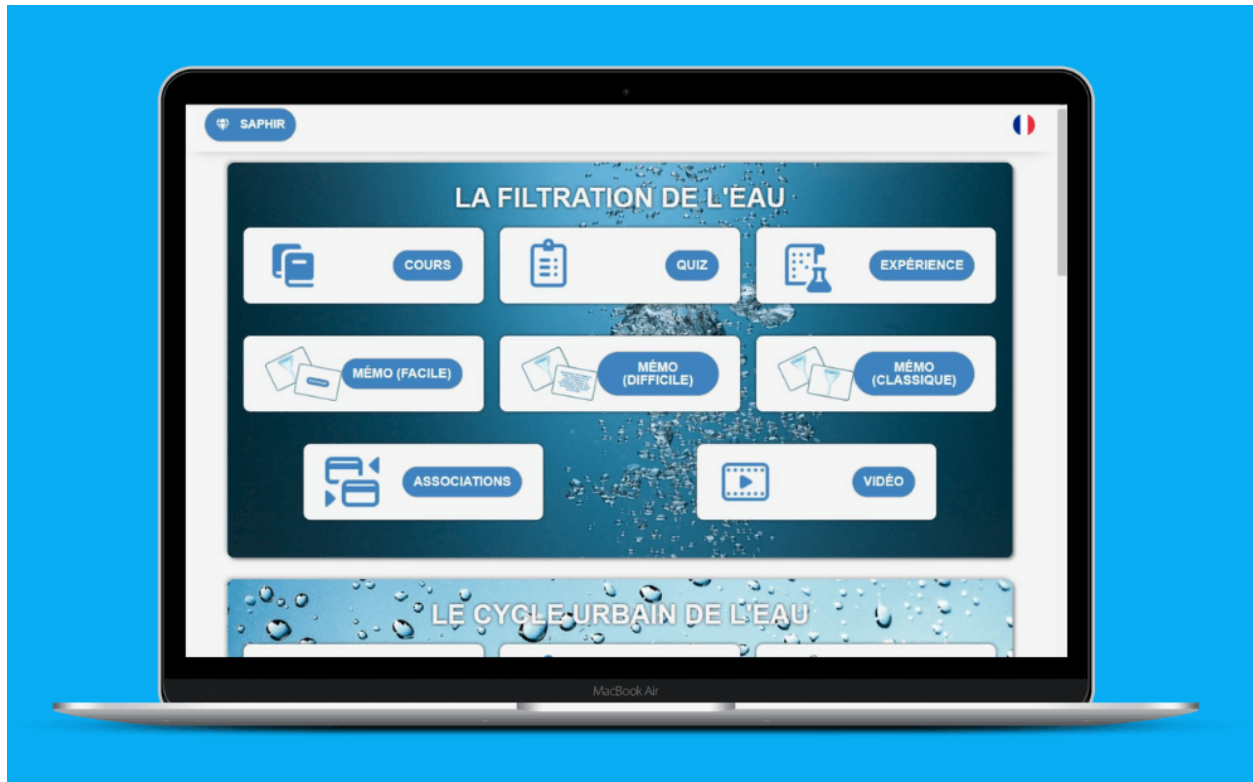 SAPHIR
LA FILTRATION DE L'EAU
COURS
QUIZ
EXPÉRIENCE
MÉMO (FACILE)
MÉMO
(DIFFICILE)
MÉMO
(CLASSIQUE)
ASSOCIATIONS
VIDÉO
LE CYCLE URBAIN DE L'EAU
MacBook Air